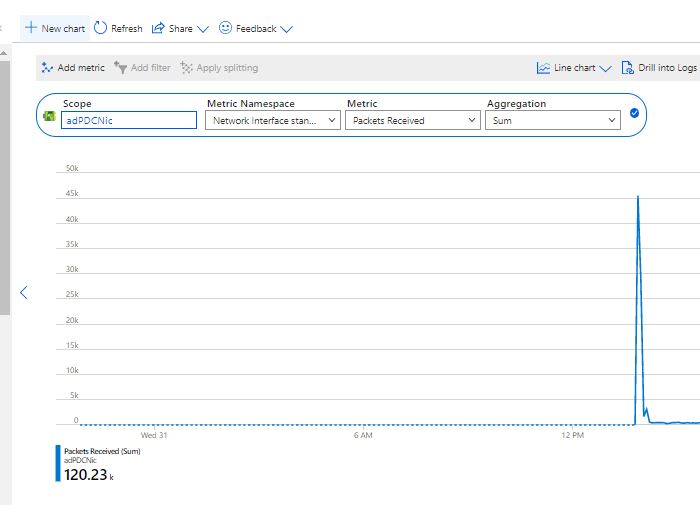 New chart Refresh Share Feedback
Add metric Add filter Apply splitting Line chart Drill into Logs
Scope Metric Namespace Metric Aggregation
adPDCNic Network Interface stan... Packets Received Sum
50k
45k
40k
35k
30k
25k
20k
15k
10k
5k
0
Wed 31 6 AM 12 PM
Packets Received (Sum)
adPDCNic
120.23 k